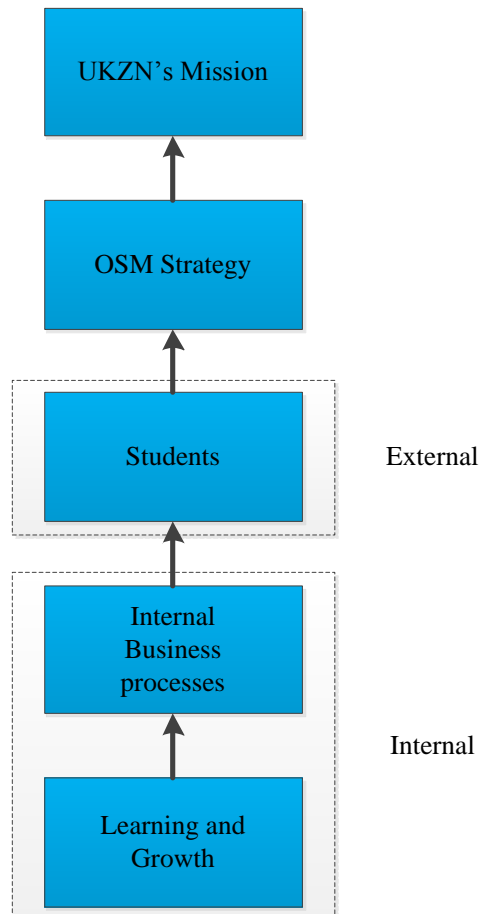 UKZN’s Mission
OSM Strategy
Students
External
Internal
Business
processes
Internal
Learning and
Growth